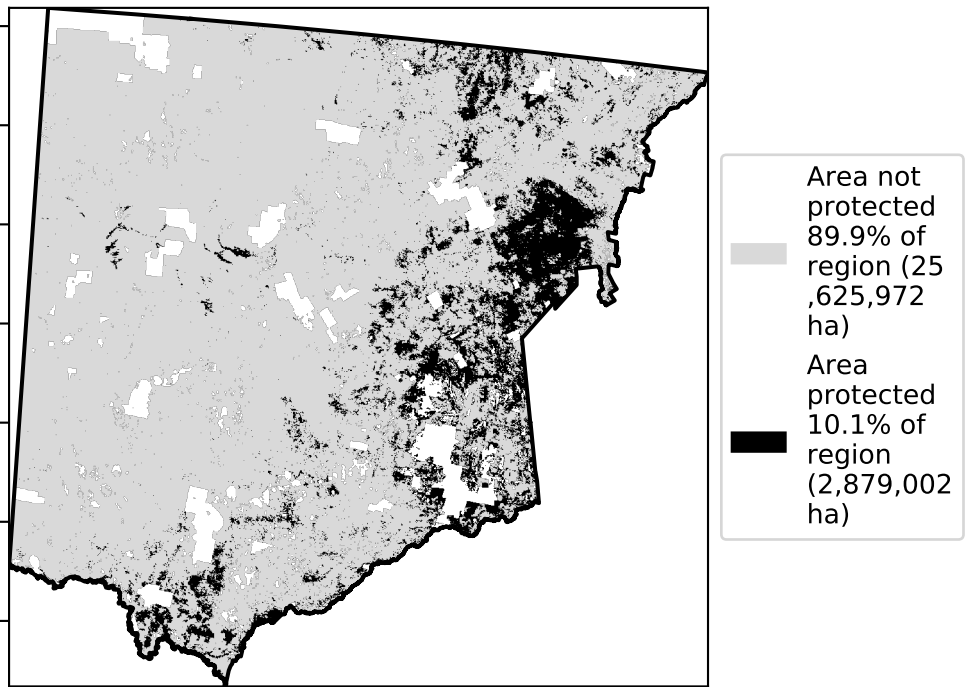 Area not
protected
89.9% of
region (25
,625,972
ha)
Area
protected
10.1% of
region
(2,879,002
ha)